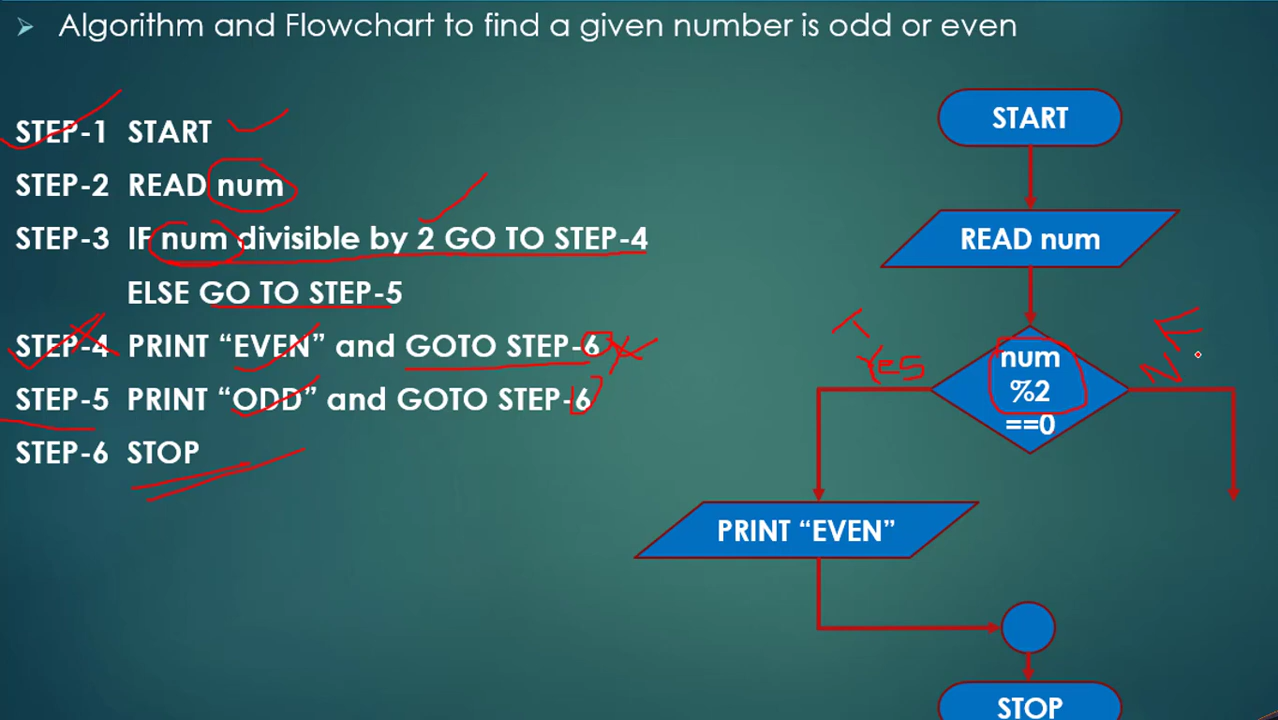 Algorithm and Flowchart to find a given number is odd or even
STEP-1 START
STEP-2 READ num
STEP-3 IF num divisible by 2 GO TO STEP-4
ELSE GO TO STEP-5
STEP-4 PRINT “EVEN” and GOTO STEP-6
STEP-5 PRINT “ODD” and GOTO STEP-6
STEP-6 STOP
START
READ num
num
%2
==0
T
Yes
N
F
PRINT “EVEN”
STOP